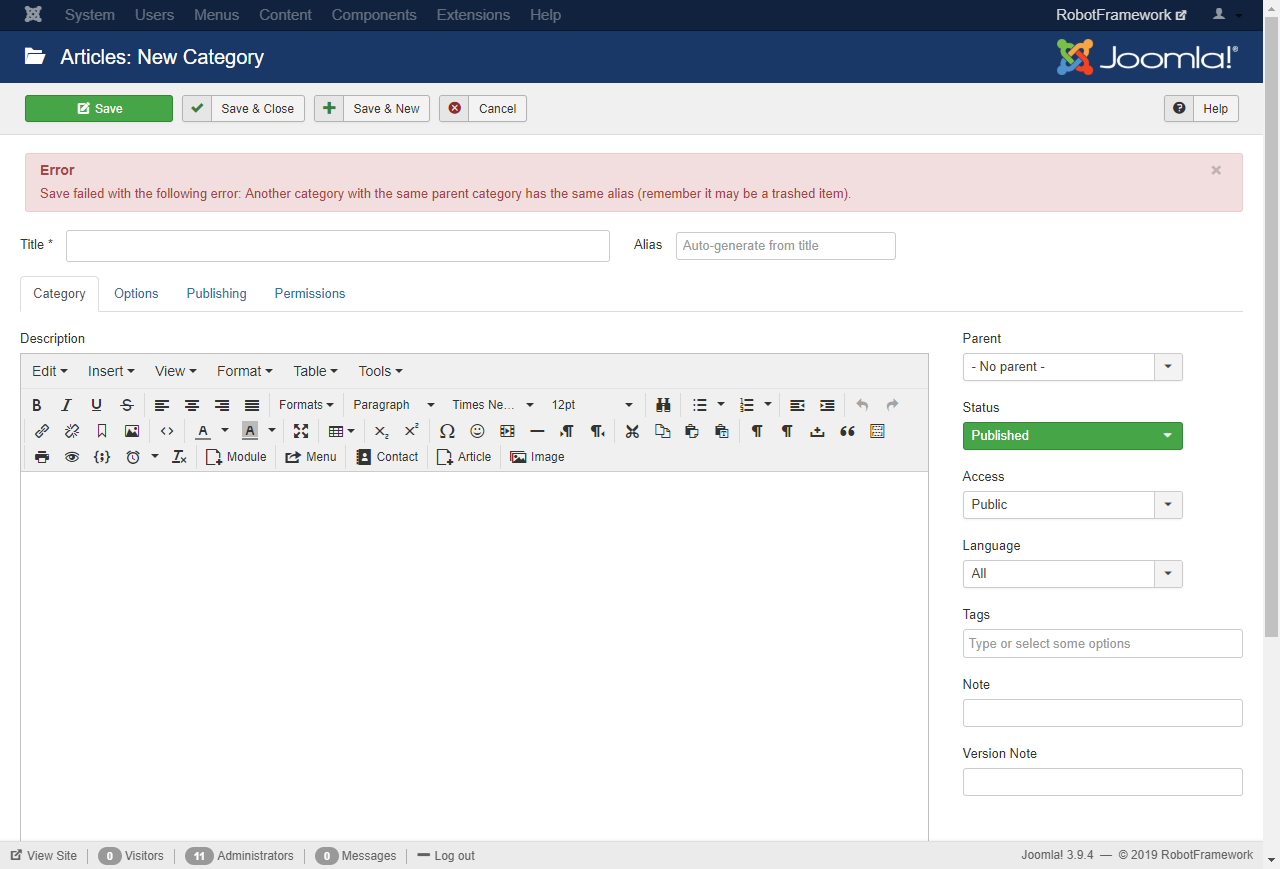 System Users Menus Content Components Extensions Help RobotFramework
Articles: New Category Joomla!®
Save Save & Close Save & New Cancel Help
Error ×
Save failed with the following error: Another category with the same parent category has the same alias (remember it may be a trashed item).
Title * Alias Auto-generate from title
Category Options Publishing Permissions
Description
Edit Insert View Format Table Tools
B I U S Formats Paragraph Times Ne... 12pt
A A
Module Menu Contact Article Image
Parent
- No parent -
Status
Published
Access
Public
Language
All
Tags
Type or select some options
Note
Version Note
View Site 0 Visitors 11 Administrators 0 Messages Log out Joomla! 3.9.4 — © 2019 RobotFramework